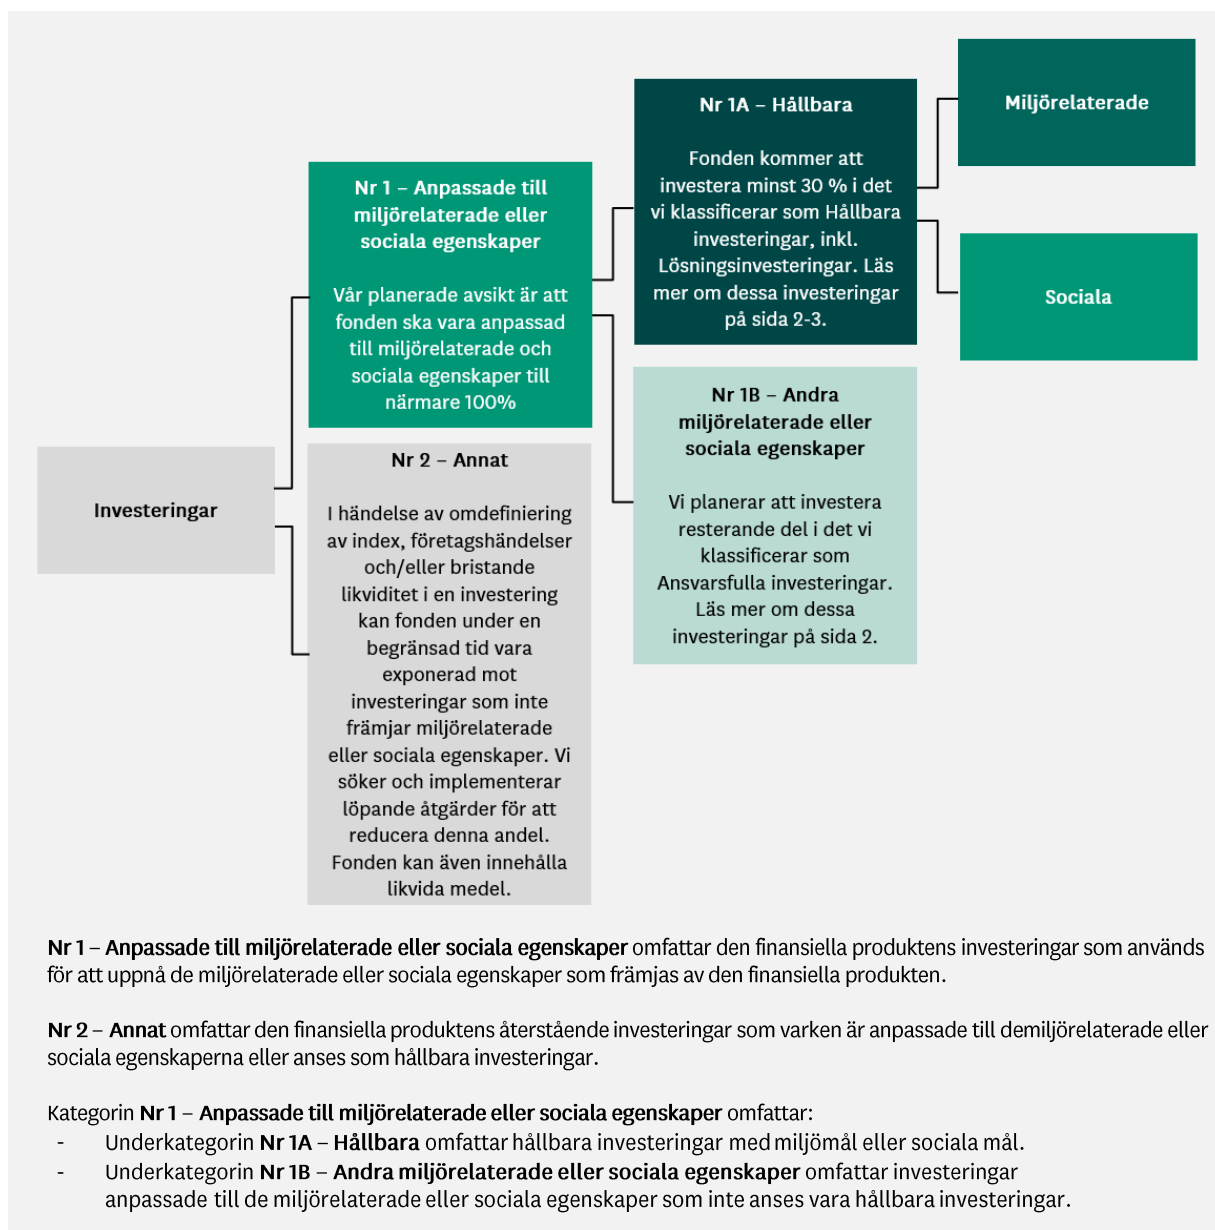 Investeringar
Nr 1 – Anpassade till
miljörelaterade eller
sociala egenskaper
Vår planerade avsikt är att
fonden ska vara anpassad
till miljörelaterade och
sociala egenskaper till
närmare 100%
Nr 2 – Annat
I händelse av omdefiniering
av index, företagshändelser
och/eller bristande
likviditet i en investering
kan fonden under en
begränsad tid vara
exponerad mot
investeringar som inte
främjar miljörelaterade
eller sociala egenskaper. Vi
söker och implementerar
löpande åtgärder för att
reducera denna andel.
Fonden kan även innehålla
likvida medel.
Nr 1A – Hållbara
Fonden kommer att
investera minst 30 % i det
vi klassificerar som Hållbara
investeringar, inkl.
Lösningsinvesteringar. Läs
mer om dessa investeringar
på sida 2-3.
Nr 1B – Andra
miljörelaterade eller
sociala egenskaper
Vi planerar att investera
resterande del i det vi
klassificerar som
Ansvarsfulla investeringar.
Läs mer om dessa
investeringar på sida 2.
Miljörelaterade
Sociala
Nr 1 – Anpassade till miljörelaterade eller sociala egenskaper omfattar den finansiella produktens investeringar som används
för att uppnå de miljörelaterade eller sociala egenskaper som främjas av den finansiella produkten.
Nr 2 – Annat omfattar den finansiella produktens återstående investeringar som varken är anpassade till demiljörelaterade eller
sociala egenskaperna eller anses som hållbara investeringar.
Kategorin Nr 1 – Anpassade till miljörelaterade eller sociala egenskaper omfattar:
- Underkategorin Nr 1A – Hållbara omfattar hållbara investeringar med miljömål eller sociala mål.
- Underkategorin Nr 1B – Andra miljörelaterade eller sociala egenskaper omfattar investeringar
anpassade till de miljörelaterade eller sociala egenskaper som inte anses vara hållbara investeringar.